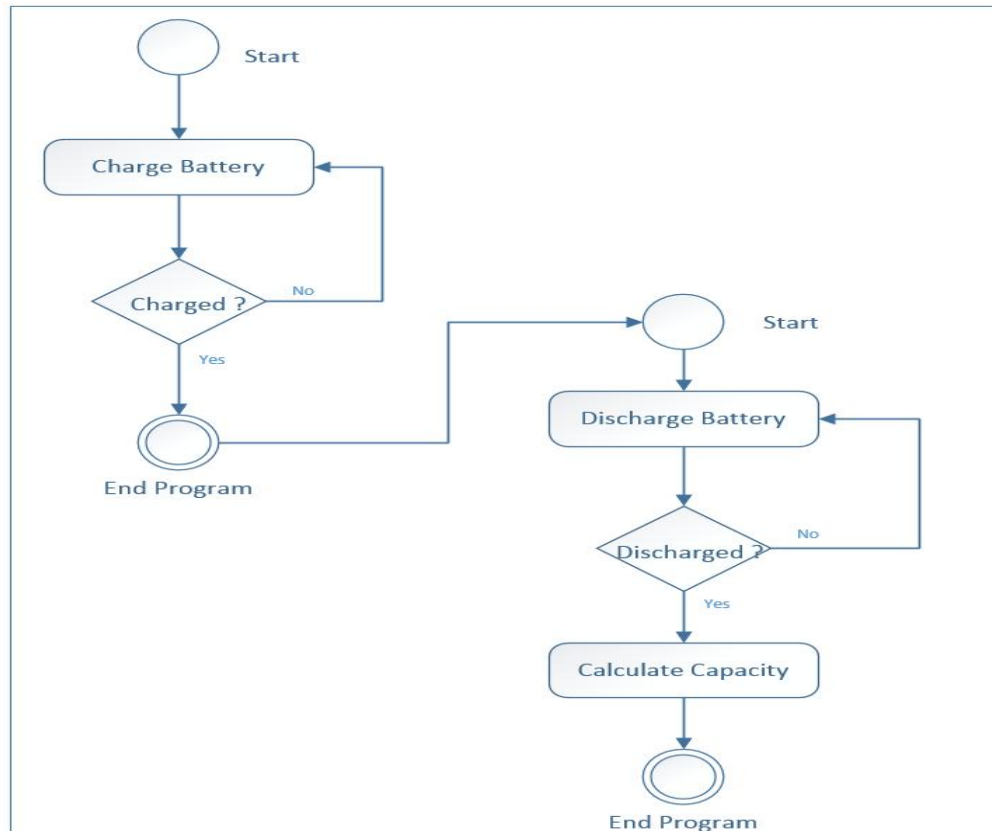 Start
Charge Battery
Charged ?
No
Yes
End Program
Start
Discharge Battery
Discharged ?
No
Yes
Calculate Capacity
End Program